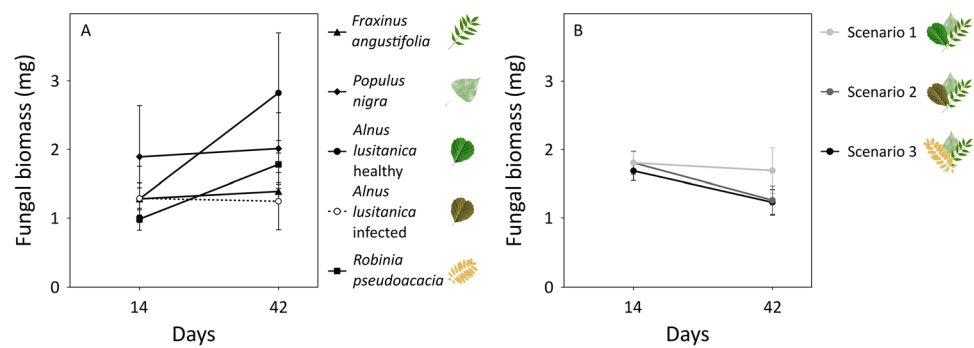 A
Fungal biomass (mg)
3
2
1
0
14
42
Days
Fraxinus
angustifolia
Populus
nigra
Alnus
lusitanica
healthy
Alnus
lusitanica
infected
Robinia
pseudoacacia
B
Fungal biomass (mg)
3
2
1
0
14
42
Days
Scenario 1
Scenario 2
Scenario 3